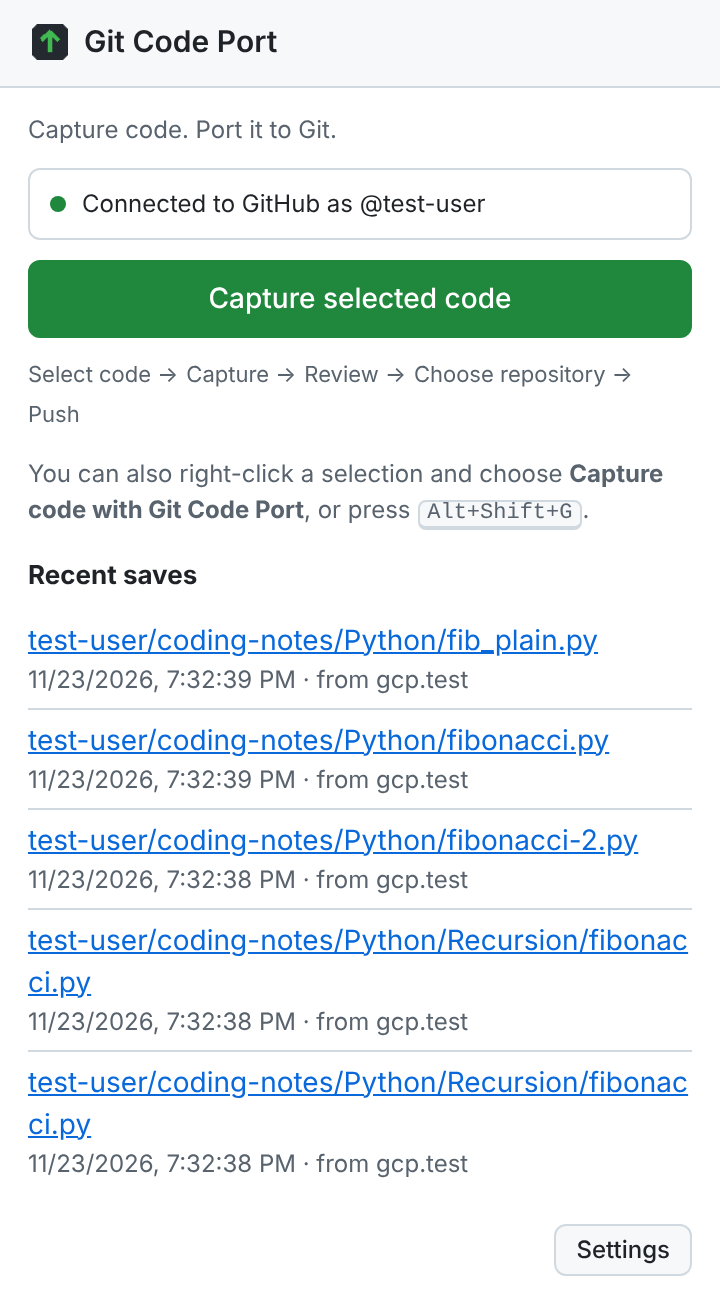 Git Code Port
Capture code. Port it to Git.
Connected to GitHub as @test-user
Capture selected code
Select code → Capture → Review → Choose repository →
Push
You can also right-click a selection and choose Capture
code with Git Code Port, or press Alt+Shift+G.
Recent saves
test-user/coding-notes/Python/fib_plain.py
11/23/2026, 7:32:39 PM · from gcp.test
test-user/coding-notes/Python/fibonacci.py
11/23/2026, 7:32:39 PM · from gcp.test
test-user/coding-notes/Python/fibonacci-2.py
11/23/2026, 7:32:38 PM · from gcp.test
test-user/coding-notes/Python/Recursion/fibonac
ci.py
11/23/2026, 7:32:38 PM · from gcp.test
test-user/coding-notes/Python/Recursion/fibonac
ci.py
11/23/2026, 7:32:38 PM · from gcp.test
Settings